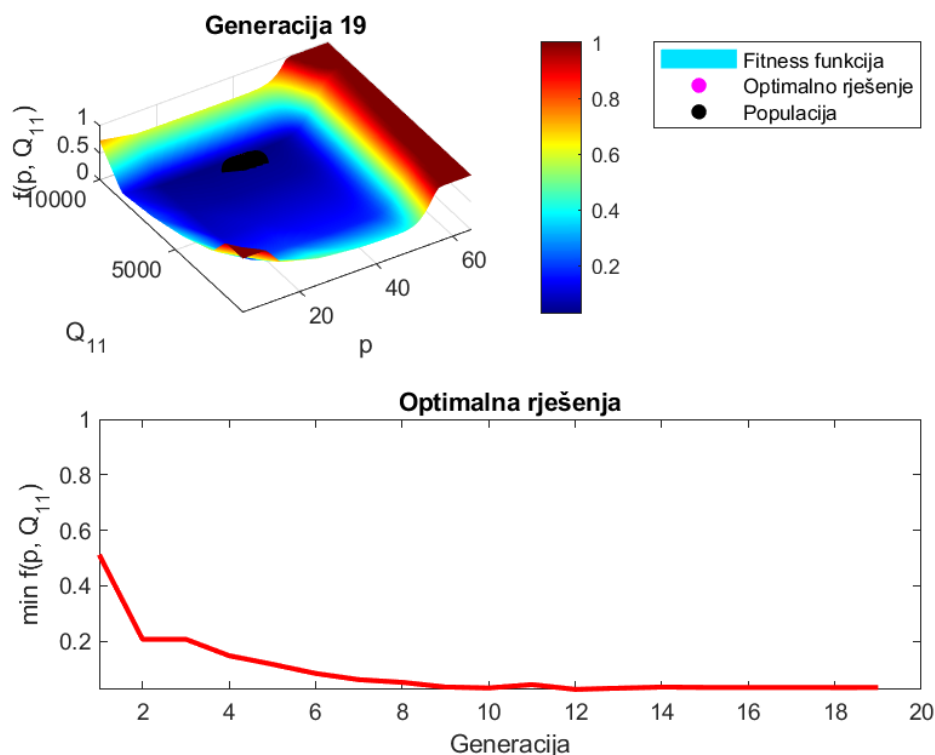 Generacija 19
f(p, Q11)
1
0.5
0
10000
5000
Q11
20
40
60
p
1
0.8
0.6
0.4
0.2
Fitness funkcija
Optimalno rješenje
Populacija
Optimalna rješenja
min f(p, Q11)
1
0.8
0.6
0.4
0.2
2 4 6 8 10 12 14 16 18 20
Generacija